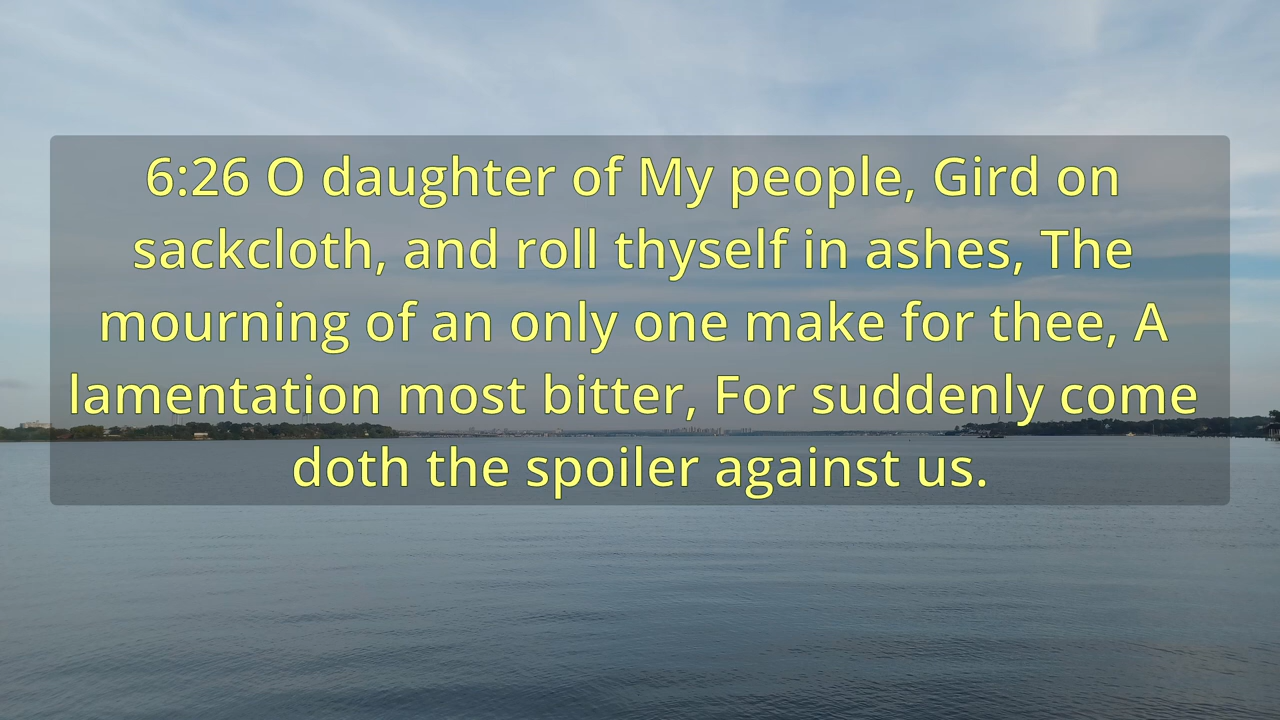 6:26 O daughter of My people, Gird on
sackcloth, and roll thyself in ashes, The
mourning of an only one make for thee, A
lamentation most bitter, For suddenly come
doth the spoiler against us.